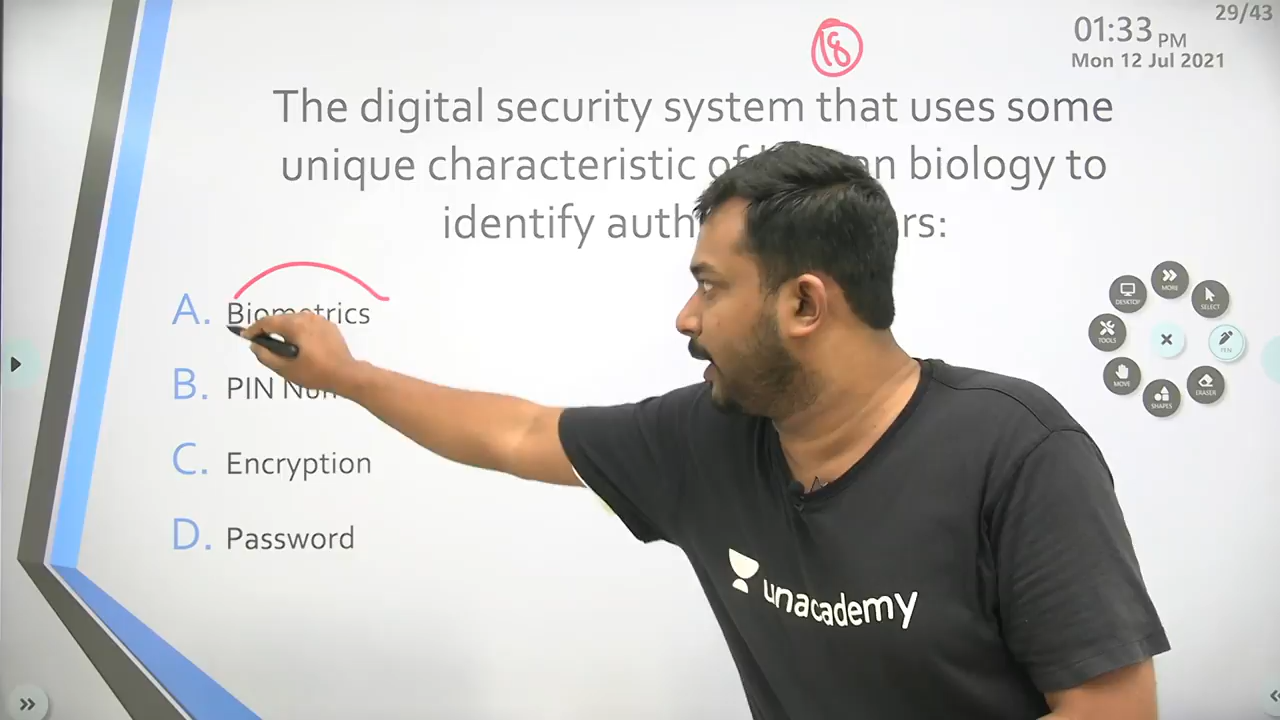 29/43
01:33 PM
Mon 12 Jul 2021
18
The digital security system that uses some
unique characteristic of biology to
identify
A. Biometrics
B. PIN
C. Encryption
D. Password
DESKTOP
MORE
SELECT
TOOLS
PEN
MOVE
SHAPES
ERASER
unacademy